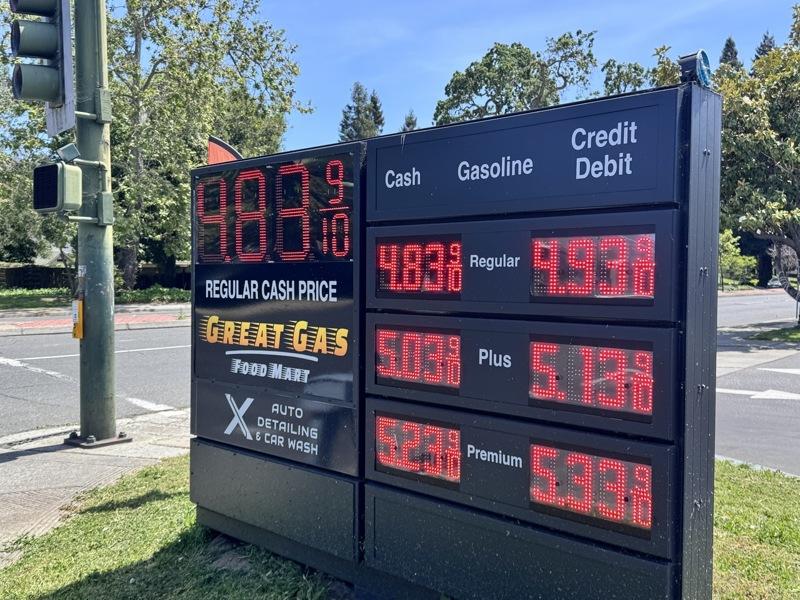 4.83 9/10
REGULAR CASH PRICE
GREAT GAS
FOOD MART
X AUTO
DETAILING
& CAR WASH
Cash Gasoline Credit
Debit
4.83 9/10 Regular 4.93 9/10
5.03 9/10 Plus 5.13 9/10
5.23 9/10 Premium 5.33 9/10